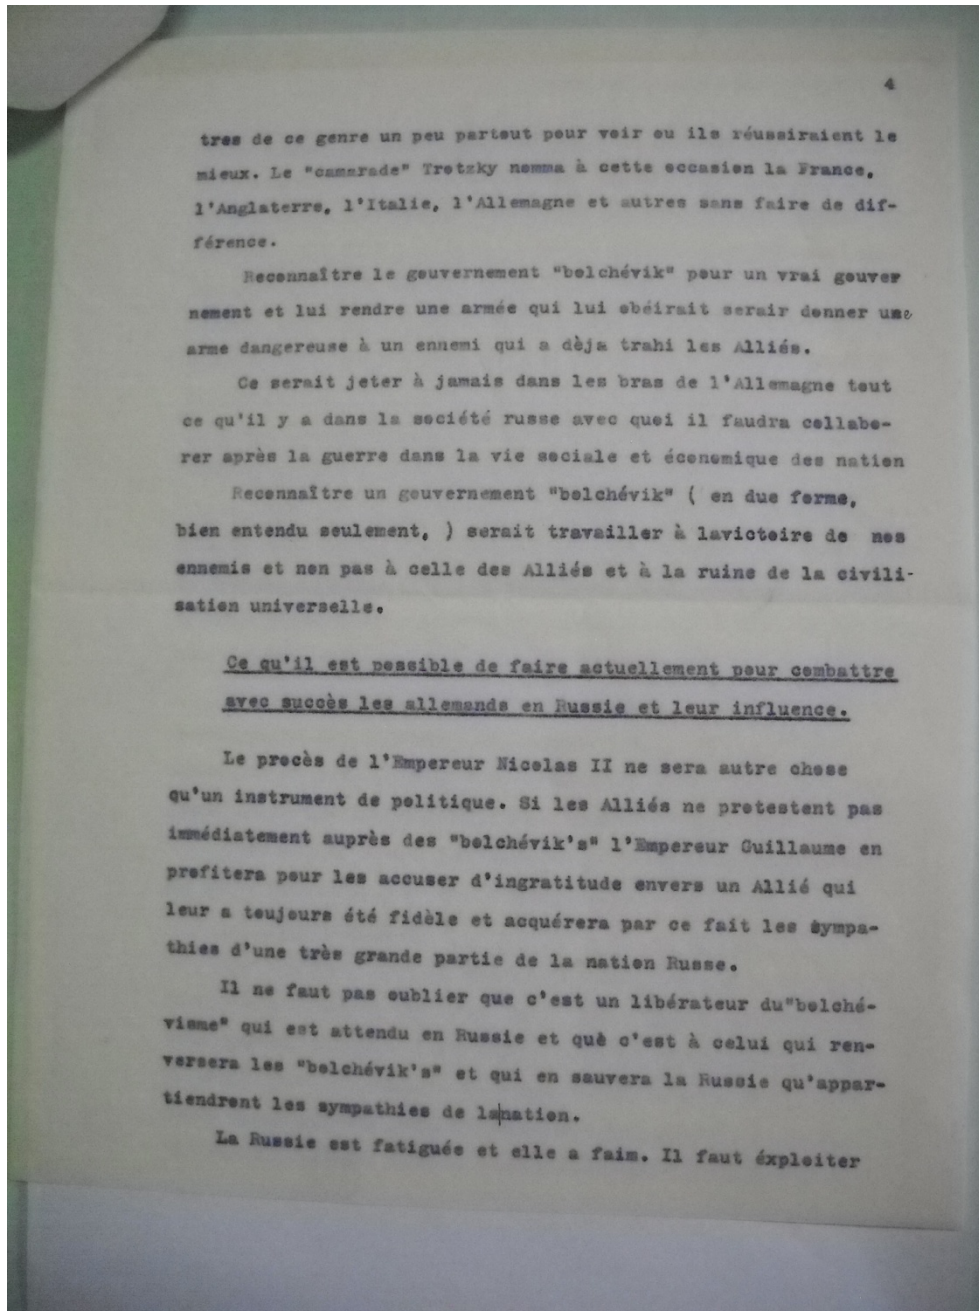 4
tres de ce genre un peu partout pour voir ou ils réussiraient le
mieux. Le "camarade" Trotzky nomma à cette occasion la France,
l'Angleterre, l'Italie, l'Allemagne et autres sans faire de dif-
férence.
Reconnaître le gouvernement "bolchévik" pour un vrai gouver
nement et lui rendre une armée qui lui obéirait serair donner une
arme dangereuse à un ennemi qui a dèja trahi les Alliés.
Ce serait jeter à jamais dans les bras de l'Allemagne tout
ce qu'il y a dans la société russe avec quoi il faudra collabo-
rer après la guerre dans la vie sociale et économique des nation
Reconnaître un gouvernement "bolchévik" ( en due forme,
bien entendu seulement, ) serait travailler à lavictoire de nos
ennemis et non pas à celle des Alliés et à la ruine de la civili-
sation universelle.
Ce qu'il est possible de faire actuellement pour combattre
avec succès les allemands en Russie et leur influence.
Le procès de l'Empereur Nicolas II ne sera autre chose
qu'un instrument de politique. Si les Alliés ne protestent pas
immédiatement auprès des "bolchévik's" l'Empereur Guillaume en
profitera pour les accuser d'ingratitude envers un Allié qui
leur a toujours été fidèle et acquérera par ce fait les sympa-
thies d'une très grande partie de la nation Russe.
Il ne faut pas oublier que c'est un libérateur du"bolché-
visme" qui est attendu en Russie et què c'est à celui qui ren-
versera les "bolchévik's" et qui en sauvera la Russie qu'appar-
tiendront les sympathies de la|nation.
La Russie est fatiguée et elle a faim. Il faut éxploiter